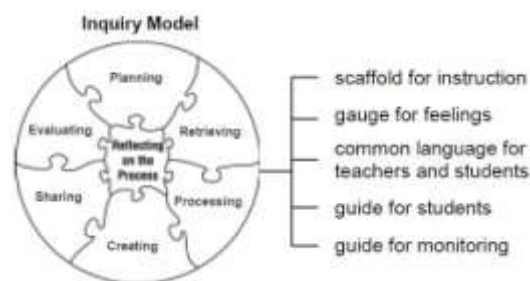 Inquiry Model
Planning
Retrieving
Processing
Creating
Sharing
Evaluating
Reflecting
on the
Process
scaffold for instruction
gauge for feelings
common language for
teachers and students
guide for students
guide for monitoring